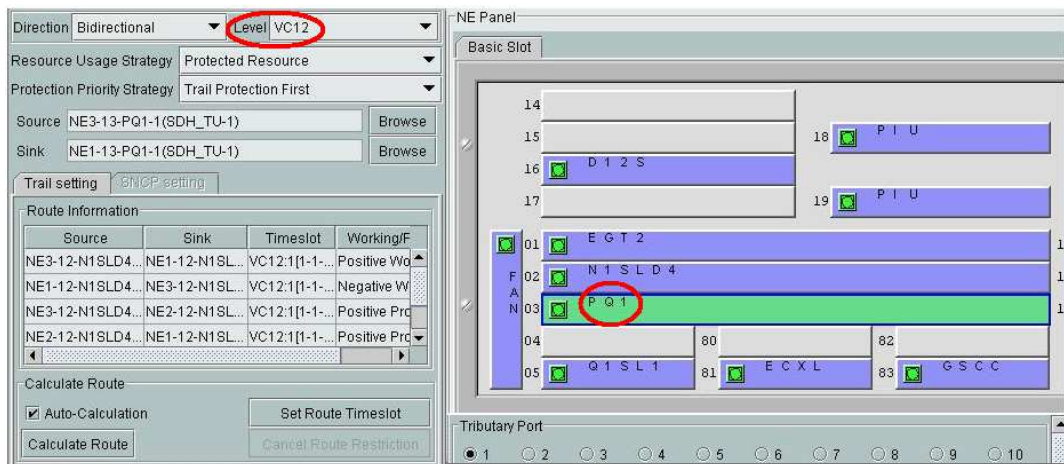 Direction Bidirectional Level VC12
Resource Usage Strategy Protected Resource
Protection Priority Strategy Trail Protection First
Source NE3-13-PQ1-1(SDH_TU-1) Browse
Sink NE1-13-PQ1-1(SDH_TU-1) Browse
Trail setting SNCP setting
Route Information
Source Sink Timeslot Working/F
NE3-12-N1SLD4... NE1-12-N1SL... VC12:1[1-1-... Positive Wo
NE1-12-N1SLD4... NE3-12-N1SL... VC12:1[1-1-... Negative W
NE3-12-N1SLD4... NE2-12-N1SL... VC12:1[1-1-... Positive Pro
NE2-12-N1SLD4... NE1-12-N1SL... VC12:1[1-1-... Positive Pro
Calculate Route
Auto-Calculation Set Route Timeslot
Calculate Route Cancel Route Restriction
NE Panel
Basic Slot
14
15 18 PIU
16 D12S
17 19 PIU
FAN
01 EGT2 1
02 N1SLD4 1
03 PQ1 1
04 80 82
05 Q1SL1 81 ECXL 83 GSCC
Tributary Port
1 2 3 4 5 6 7 8 9 10